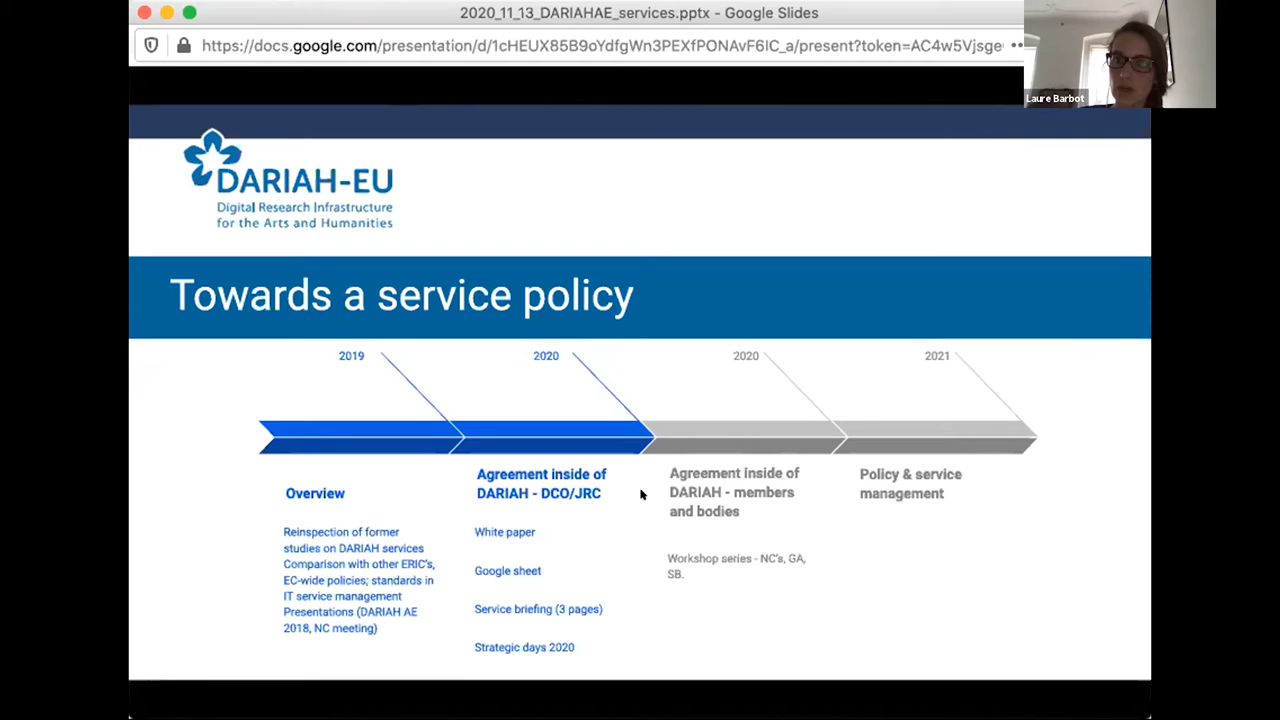 2020_11_13_DARIAHAE_services.pptx - Google Slides
https://docs.google.com/presentation/d/1cHEUX85B9oYdfgWn3PEXfPONAvF6IC_a/present?token=AC4w5Vjsge
Laure Barbot
DARIAH-EU
Digital Research Infrastructure
for the Arts and Humanities
Towards a service policy
2019
2020
2020
2021
Overview
Reinspection of former
studies on DARIAH services
Comparison with other ERIC's,
EC-wide policies; standards in
IT service management
Presentations (DARIAH AE
2018, NC meeting)
Agreement inside of
DARIAH - DCO/JRC
White paper
Google sheet
Service briefing (3 pages)
Strategic days 2020
Agreement inside of
DARIAH - members
and bodies
Workshop series - NC's, GA,
SB.
Policy & service
management